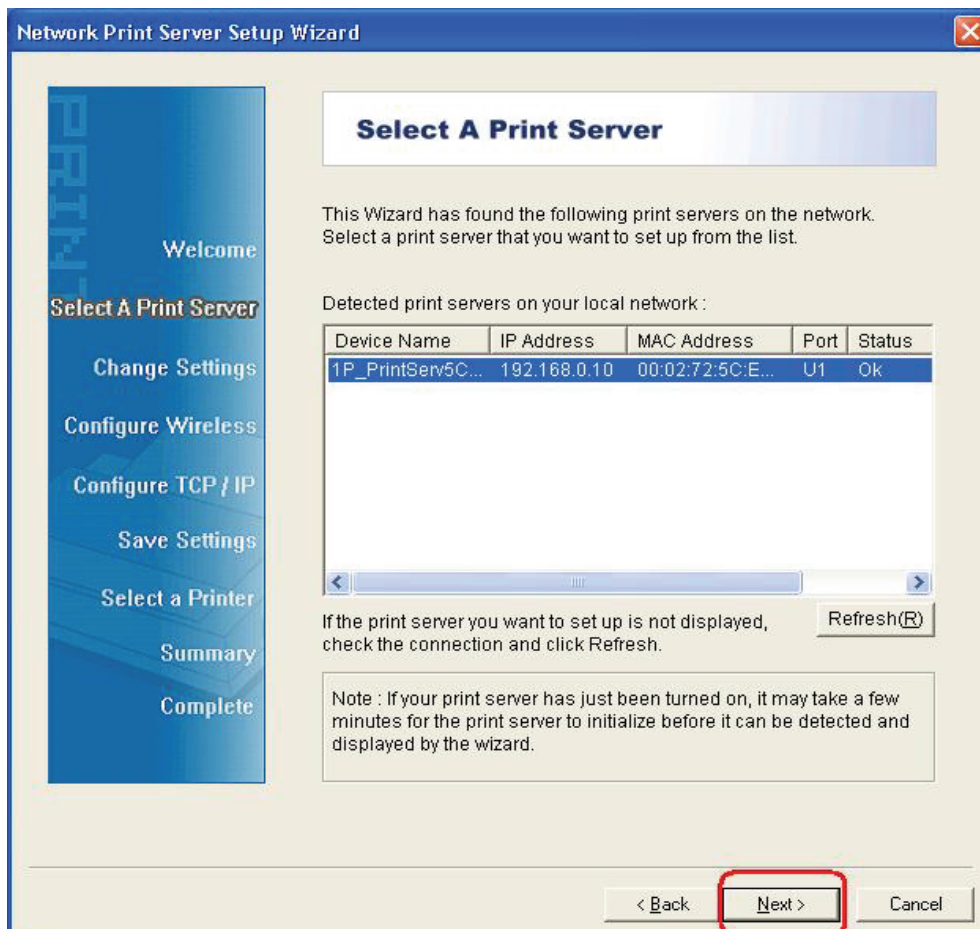 Network Print Server Setup Wizard
PRINT
Welcome
Select A Print Server
Change Settings
Configure Wireless
Configure TCP / IP
Save Settings
Select a Printer
Summary
Complete
Select A Print Server
This Wizard has found the following print servers on the network.
Select a print server that you want to set up from the list.
Detected print servers on your local network :
Device Name IP Address MAC Address Port Status
1P_PrintServ5C... 192.168.0.10 00:02:72:5C:E... U1 Ok
If the print server you want to set up is not displayed,
check the connection and click Refresh.
Refresh(R)
Note : If your print server has just been turned on, it may take a few
minutes for the print server to initialize before it can be detected and
displayed by the wizard.
< Back Next > Cancel